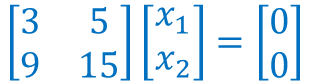 [3 5
9 15] [x₁
x₂] = [0
0]